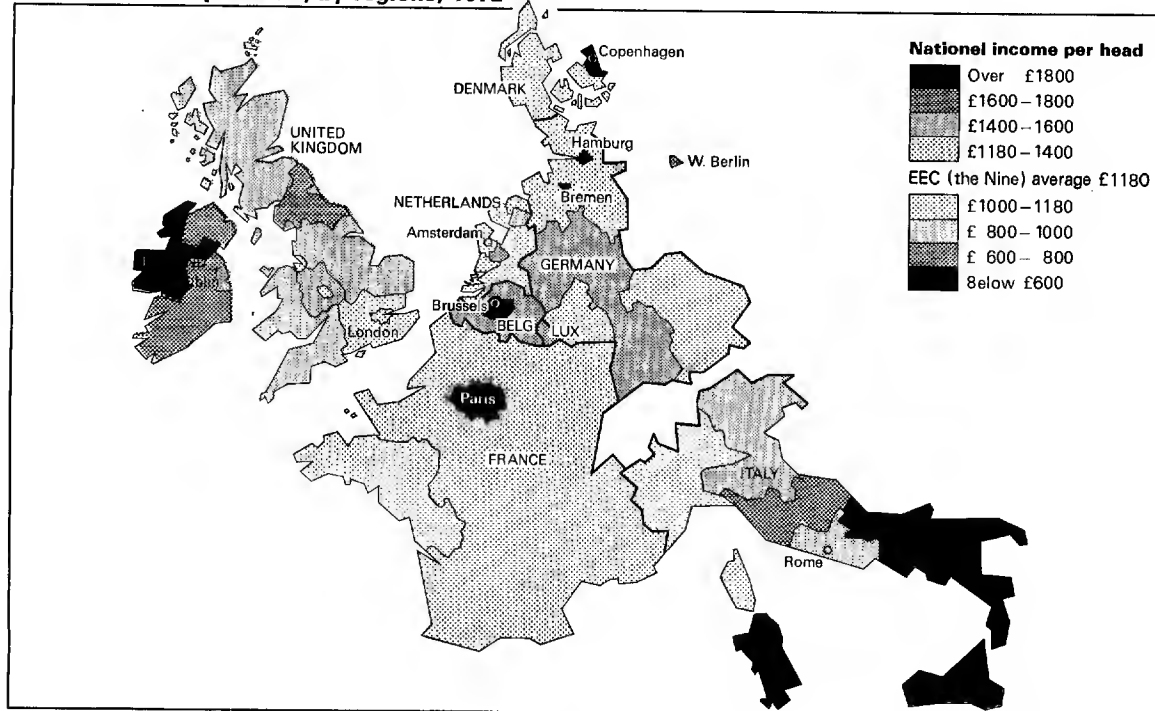 by regions,
Copenhagen
DENMARK
UNITED
KINGDOM
Hamburg
W. Berlin
Bremen
NETHERLANDS
Amsterdam
GERMANY
Brussels
BELG
LUX
London
Paris
FRANCE
ITALY
Rome
Nationel income per head
Over £1800
£1600–1800
£1400–1600
£1180–1400
EEC (the Nine) average £1180
£1000–1180
£ 800–1000
£ 600– 800
8elow £600